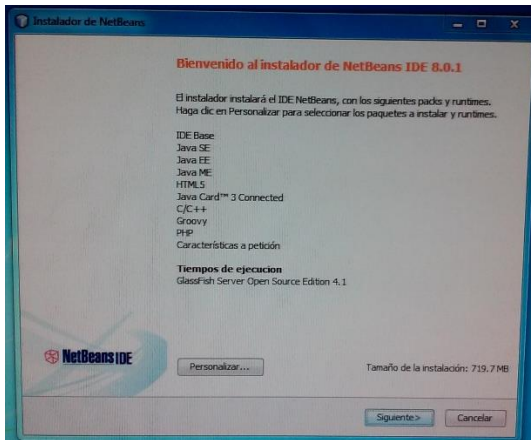 Instalador de NetBeans
Bienvenido al instalador de NetBeans IDE 8.0.1
El instalador instalará el IDE NetBeans, con los siguientes packs y runtimes.
Haga clic en Personalizar para seleccionar los paquetes a instalar y runtimes.
IDE Base
Java SE
Java EE
Java ME
HTML5
Java Card™ 3 Connected
C/C++
Groovy
PHP
Características a petición
Tiempos de ejecucion
GlassFish Server Open Source Edition 4.1
NetBeans IDE
Personalizar...
Tamaño de la instalación: 719.7 MB
Siguiente >
Cancelar